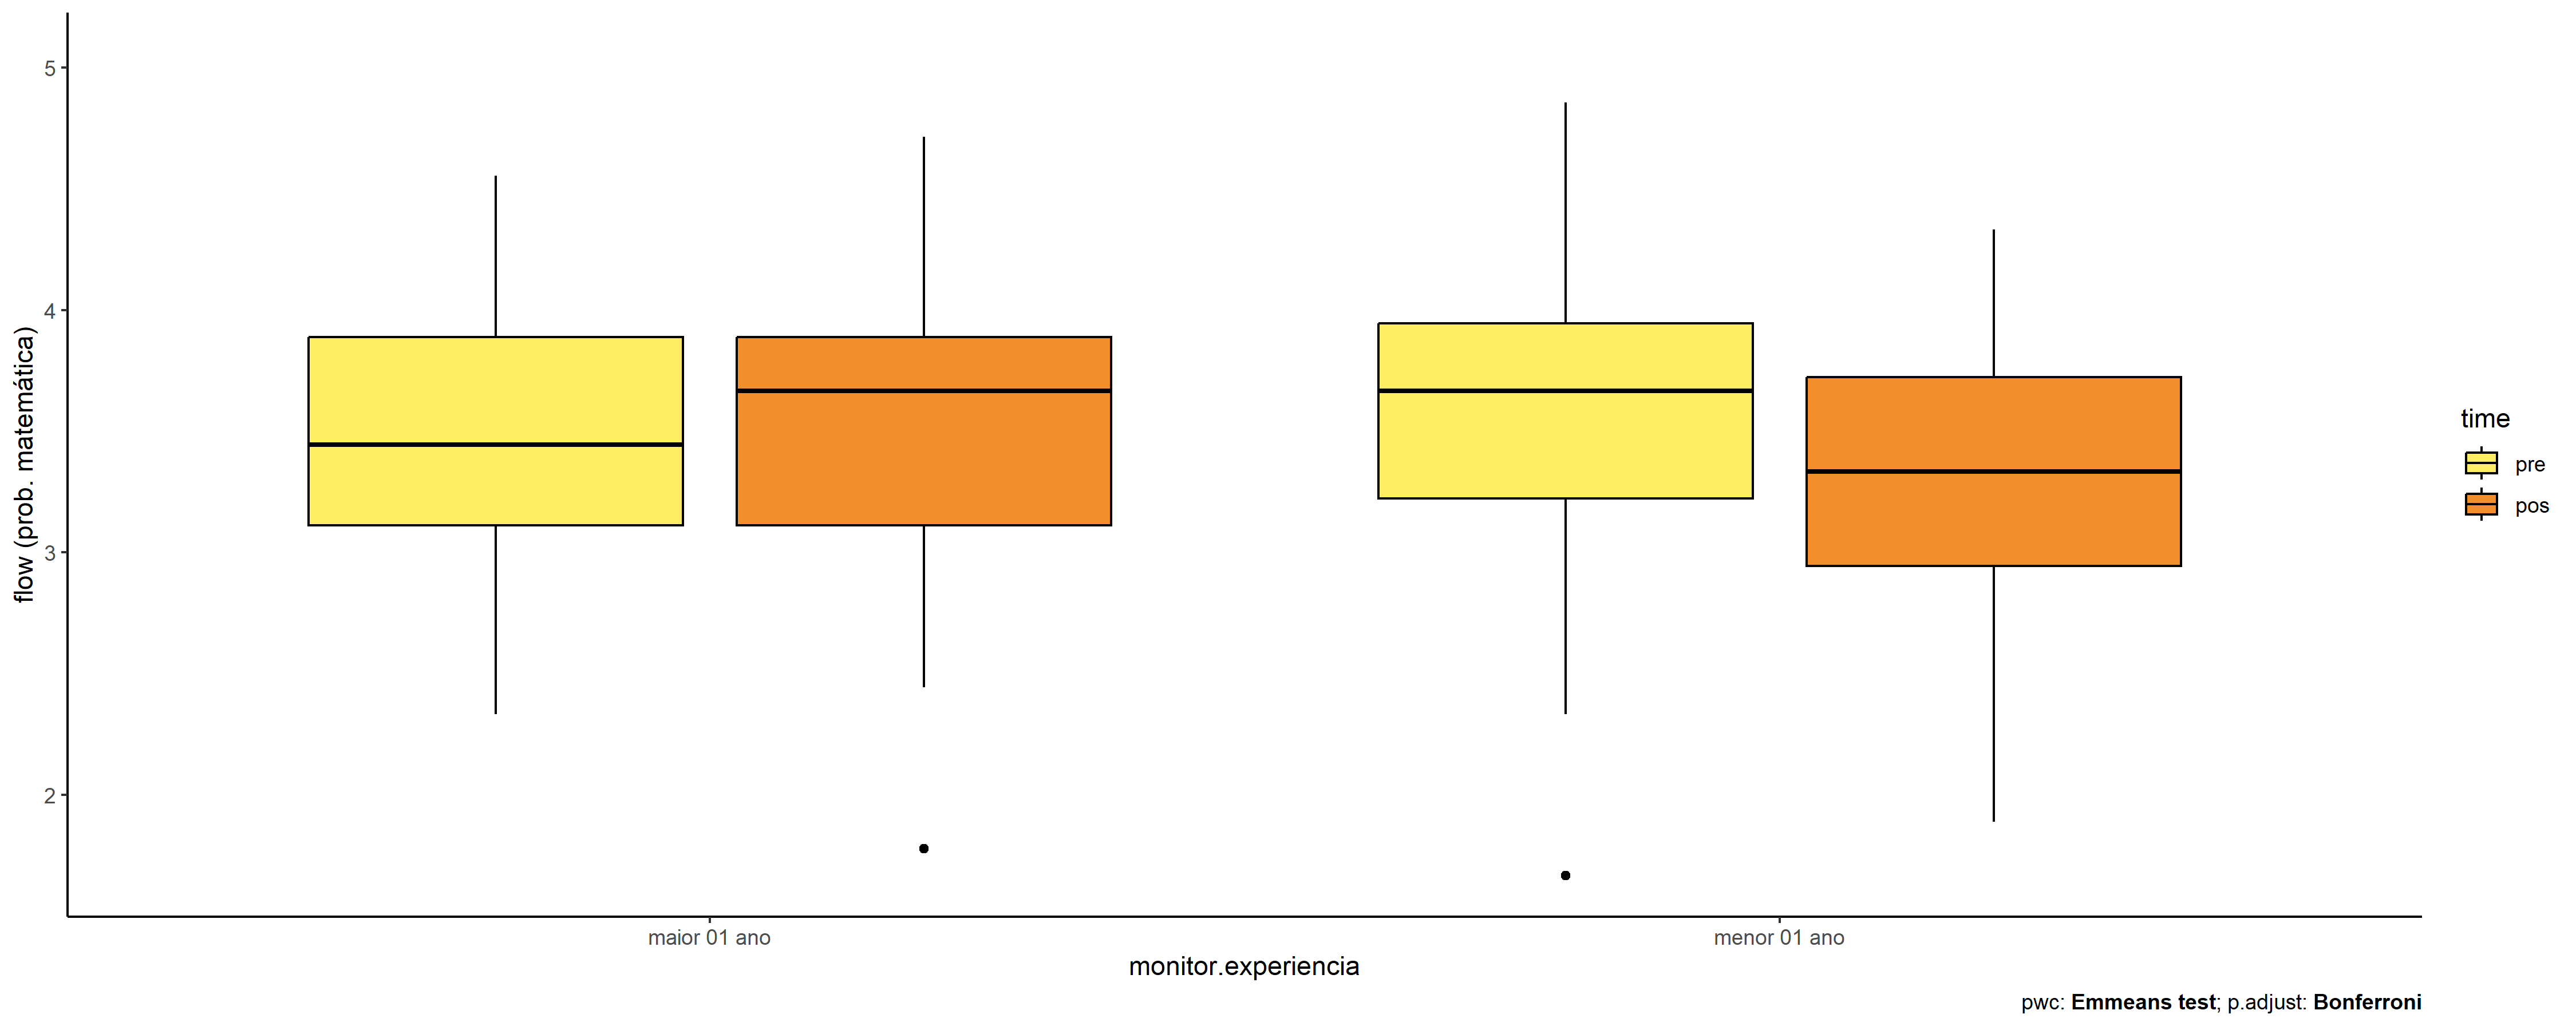 flow (prob. matemática)
5
4
3
2
maior 01 ano
menor 01 ano
monitor.experiencia
time
pre
pos
pwc: Emmeans test; p.adjust: Bonferroni